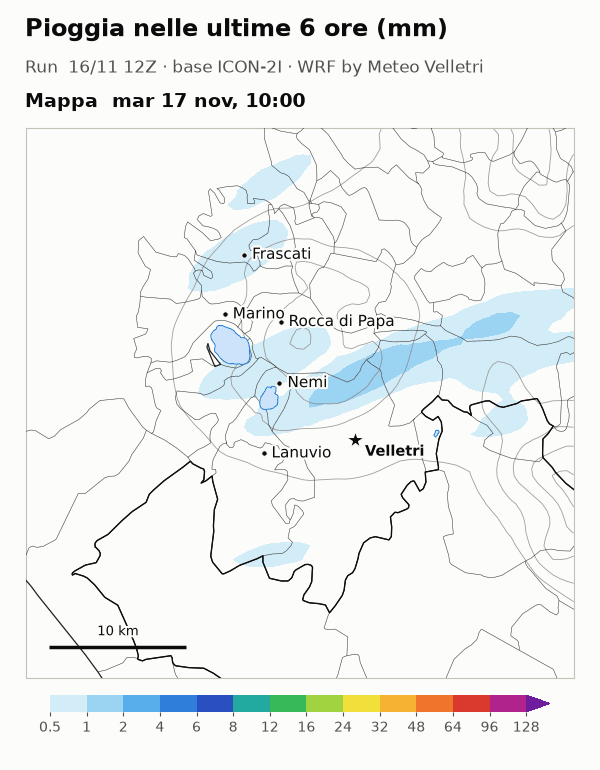 Pioggia nelle ultime 6 ore (mm)
Run  16/11 12Z · base ICON-2I · WRF by Meteo Velletri
Mappa  mar 17 nov, 10:00
Frascati
Marino
Rocca di Papa
Nemi
Velletri
Lanuvio
10 km
0.5 1 2 4 6 8 12 16 24 32 48 64 96 128